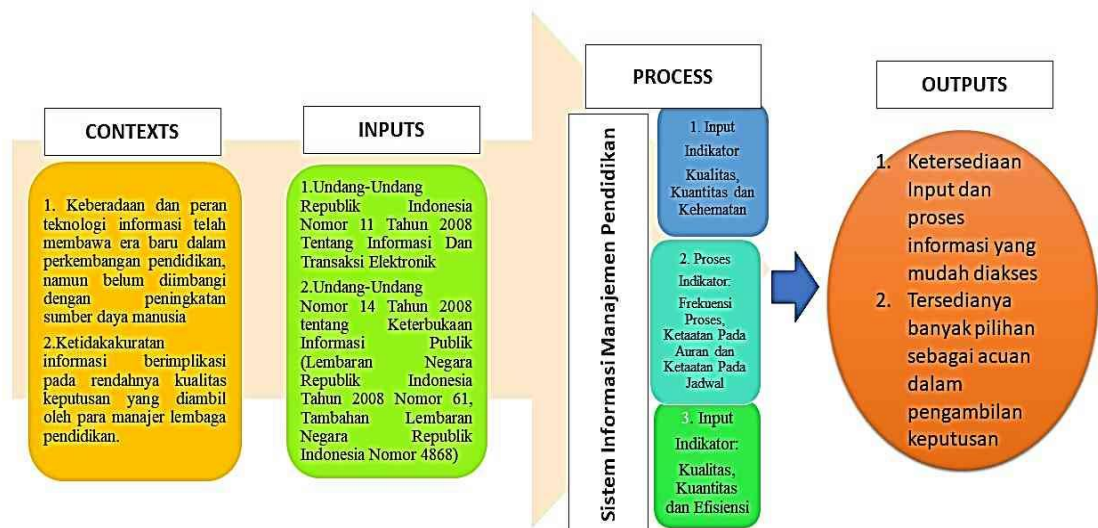 CONTEXTS
1. Keberadaan dan peran
teknologi informasi telah
membawa era baru dalam
perkembangan pendidikan,
namun belum diimbangi
dengan peningkatan
sumber daya manusia
2.Ketidakakuratan
informasi berimplikasi
pada rendahnya kualitas
keputusan yang diambil
oleh para manajer lembaga
pendidikan.
INPUTS
1.Undang-Undang
Republik Indonesia
Nomor 11 Tahun 2008
Tentang Informasi Dan
Transaksi Elektronik
2.Undang-Undang
Nomor 14 Tahun 2008
tentang Keterbukaan
Informasi Publik
(Lembaran Negara
Republik Indonesia
Tahun 2008 Nomor 61,
Tambahan Lembaran
Negara Republik
Indonesia Nomor 4868)
PROCESS
Sistem Informasi Manajemen Pendidikan
1. Input
Indikator
Kualitas,
Kuantitas dan
Kehematan
2. Proses
Indikator:
Frekuensi
Proses,
Ketaatan Pada
Auran dan
Ketaatan Pada
Jadwal
3. Input
Indikator:
Kualitas,
Kuantitas
dan Efisiensi
OUTPUTS
1. Ketersediaan
Input dan
proses
informasi yang
mudah diakses
2. Tersedianya
banyak pilihan
sebagai acuan
dalam
pengambilan
keputusan